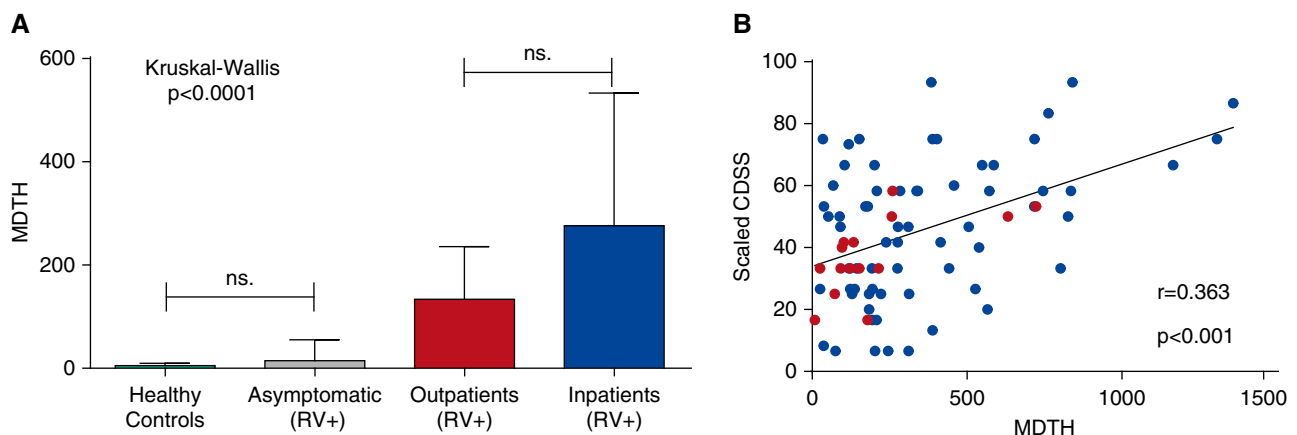 A
600
400
200
0
MDTH
Kruskal-Wallis
p<0.0001
ns.
ns.
Healthy
Controls
Asymptomatic
(RV+)
Outpatients
(RV+)
Inpatients
(RV+)
B
100
80
60
40
20
0
Scaled CDSS
r=0.363
p<0.001
0
500
1000
1500
MDTH